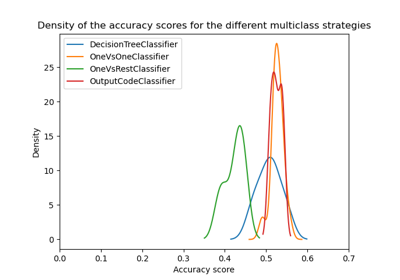 Density of the accuracy scores for the different multiclass strategies
DecisionTreeClassifier
OneVsOneClassifier
OneVsRestClassifier
OutputCodeClassifier
Density
25
20
15
10
5
0
0.0 0.1 0.2 0.3 0.4 0.5 0.6 0.7
Accuracy score